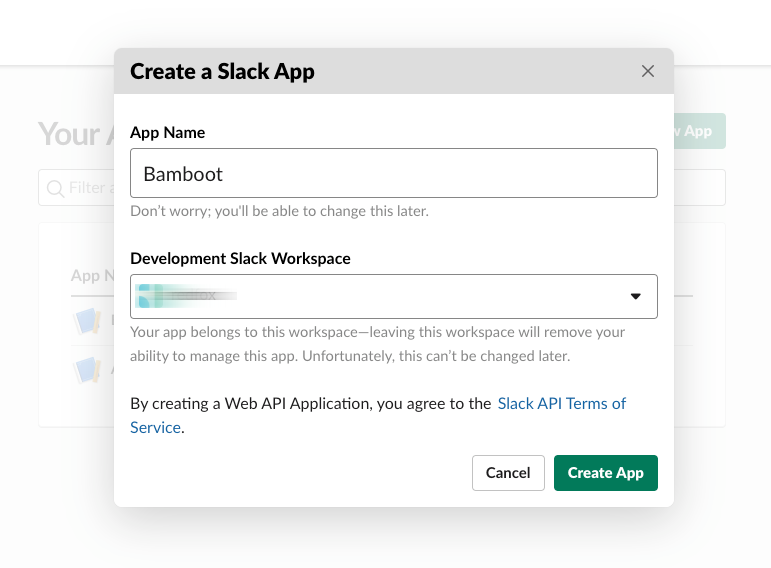 Create a Slack App
Your A
w App
App Name
Bamboot
Filter a
Don't worry; you'll be able to change this later.
Development Slack Workspace
App N
Your app belongs to this workspace—leaving this workspace will remove your
ability to manage this app. Unfortunately, this can't be changed later.
By creating a Web API Application, you agree to the Slack API Terms of
Service.
Cancel
Create App